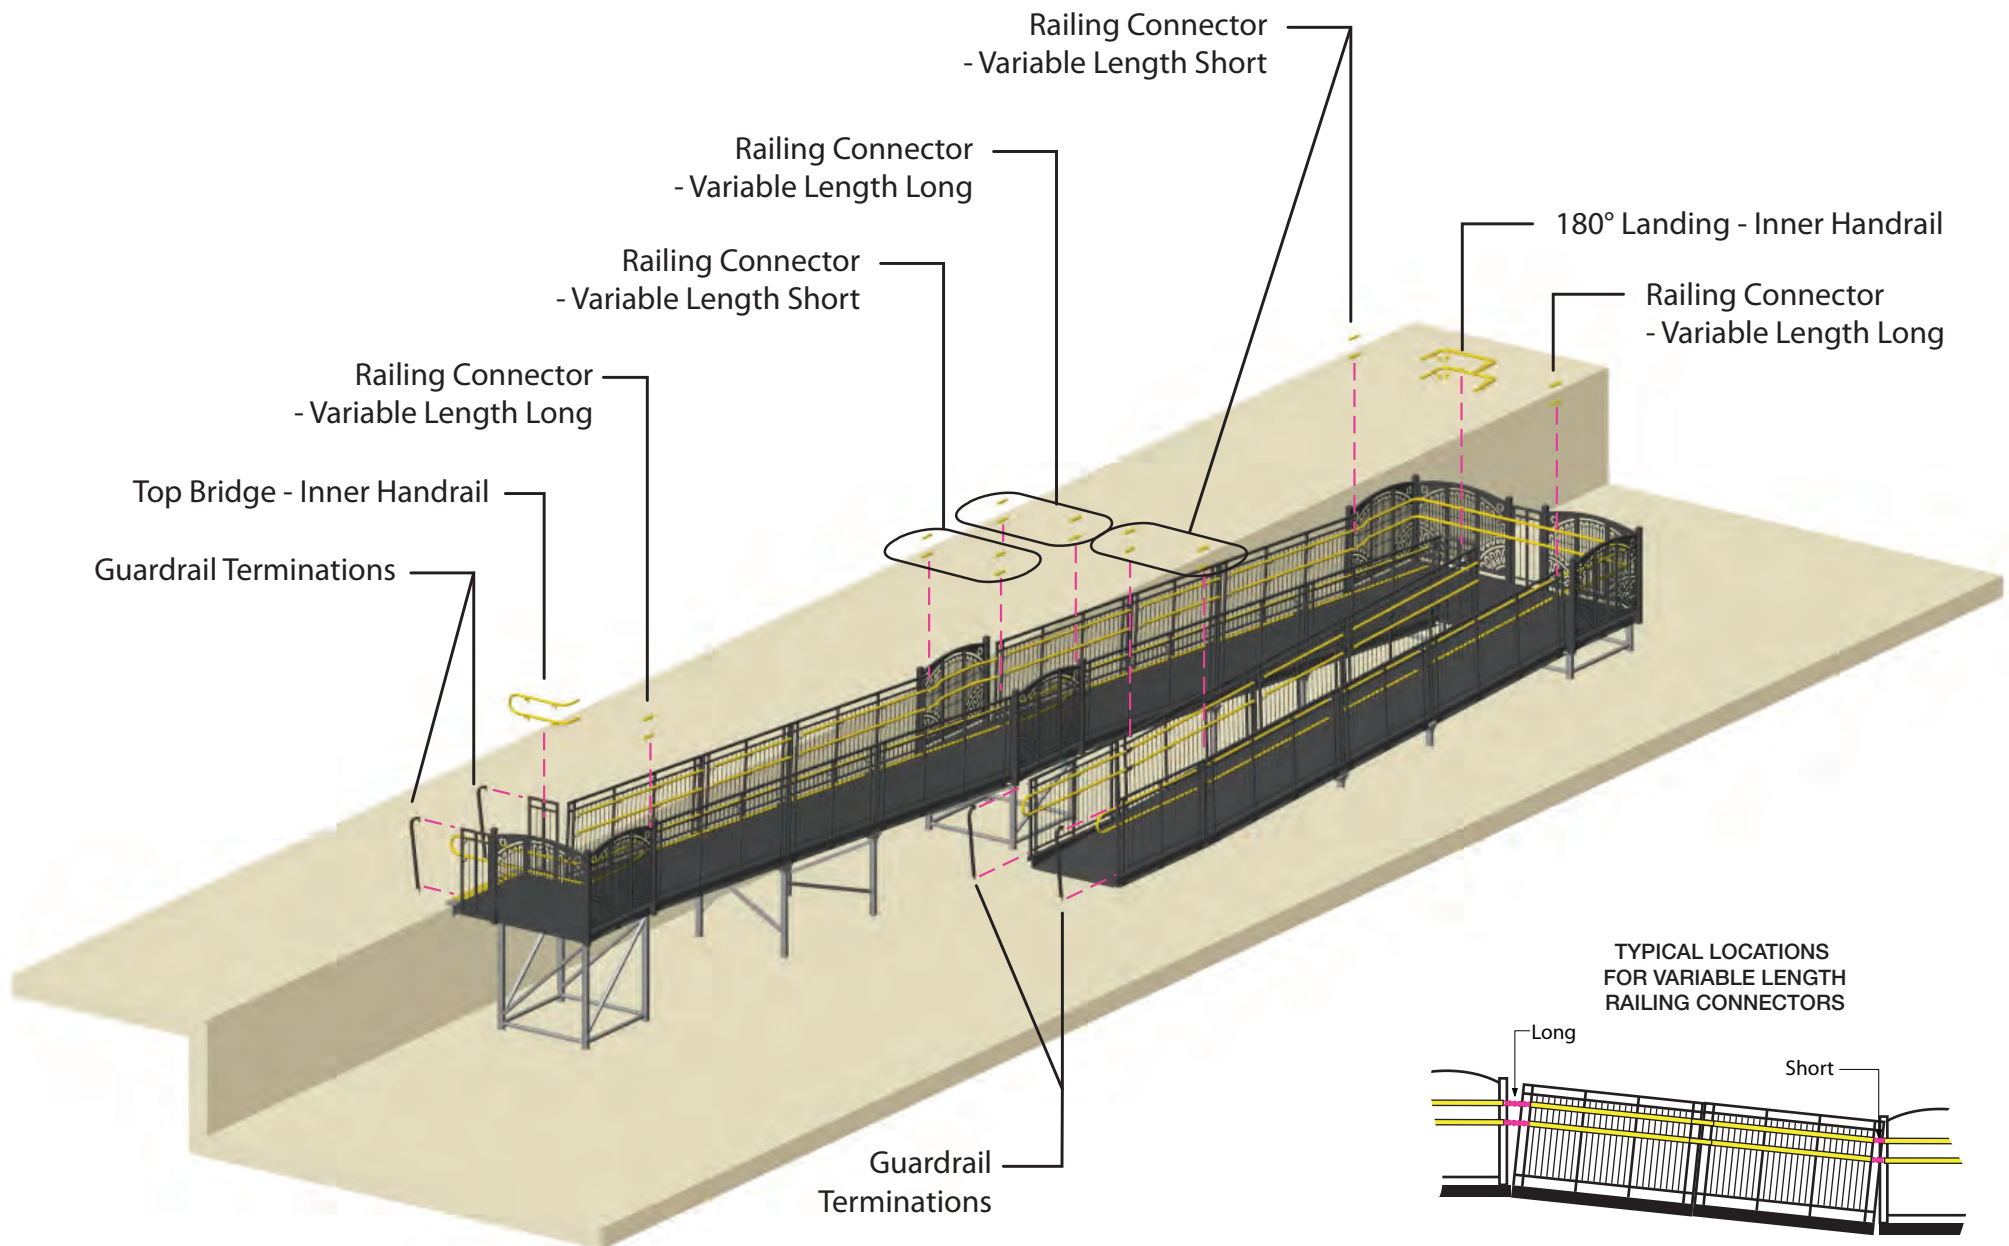 Railing Connector
- Variable Length Short
Railing Connector
- Variable Length Long
180° Landing - Inner Handrail
Railing Connector
- Variable Length Short
Railing Connector
- Variable Length Long
Railing Connector
- Variable Length Long
Top Bridge - Inner Handrail
Guardrail Terminations
TYPICAL LOCATIONS
FOR VARIABLE LENGTH
RAILING CONNECTORS
Long
Short
Guardrail
Terminations